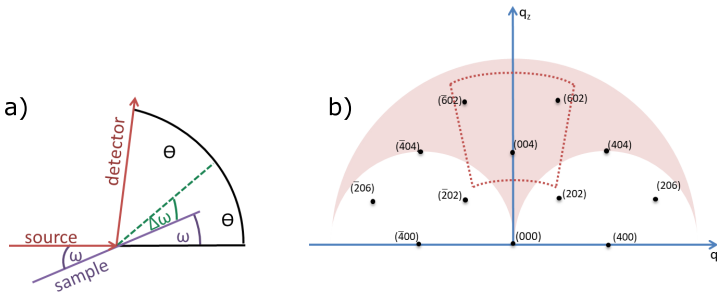 a)
detector
source
ω
sample
Ѳ
Ѳ
Δω
ω
b)
qz
(6̅02)
(602)
(4̅04)
(004)
(404)
(2̅06)
(2̅02)
(202)
(206)
(4̅00)
(000)
(400)
q